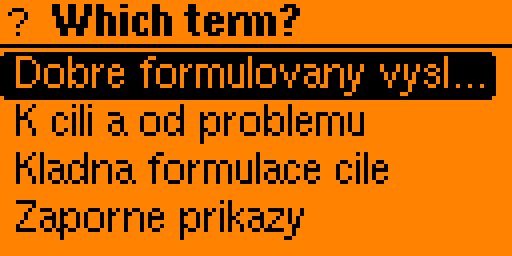 ? Which term?
Dobre formulovany vysl...
K cili a od problemu
Kladna formulace cile
Zaporne prikazy